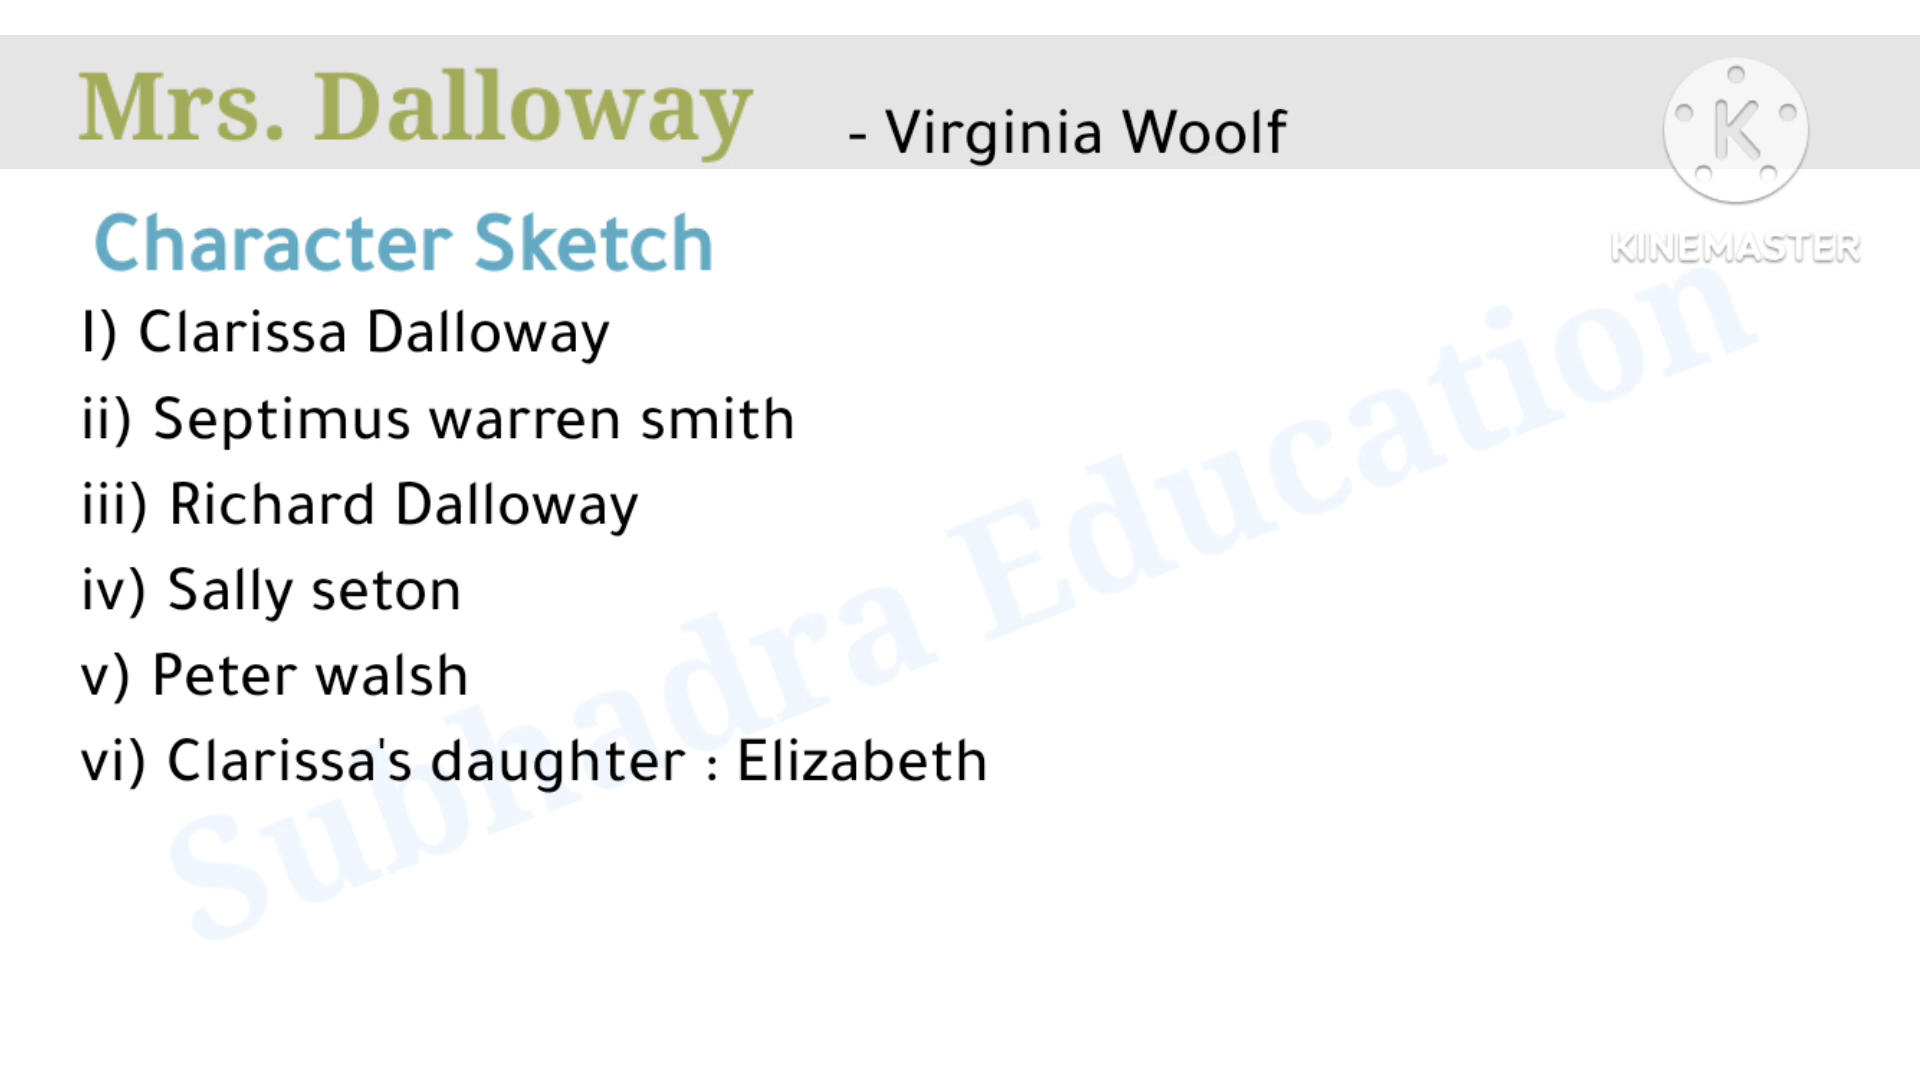 Mrs. Dalloway - Virginia Woolf
K
KINEMASTER
Character Sketch
I) Clarissa Dalloway
ii) Septimus warren smith
iii) Richard Dalloway
iv) Sally seton
v) Peter walsh
vi) Clarissa's daughter : Elizabeth
Subhadra Education